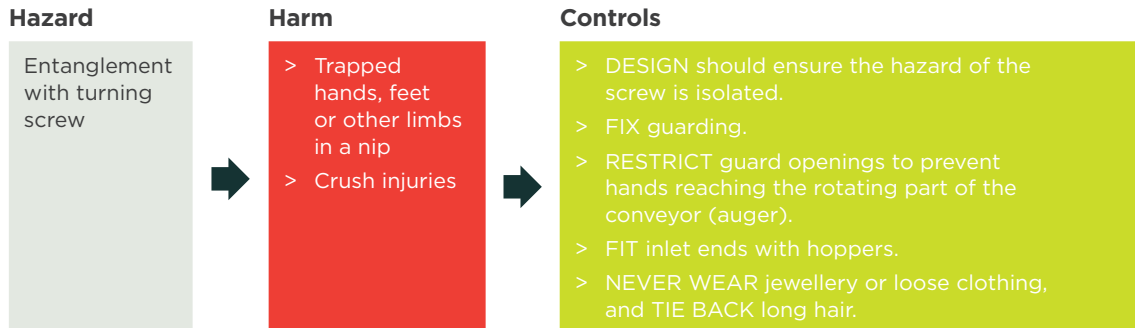 Hazard
Harm
Controls
Entanglement
with turning
screw
> Trapped
hands, feet
or other limbs
in a nip
> Crush injuries
> DESIGN should ensure the hazard of the
screw is isolated.
> FIX guarding.
> RESTRICT guard openings to prevent
hands reaching the rotating part of the
conveyor (auger).
> FIT inlet ends with hoppers.
> NEVER WEAR jewellery or loose clothing,
and TIE BACK long hair.